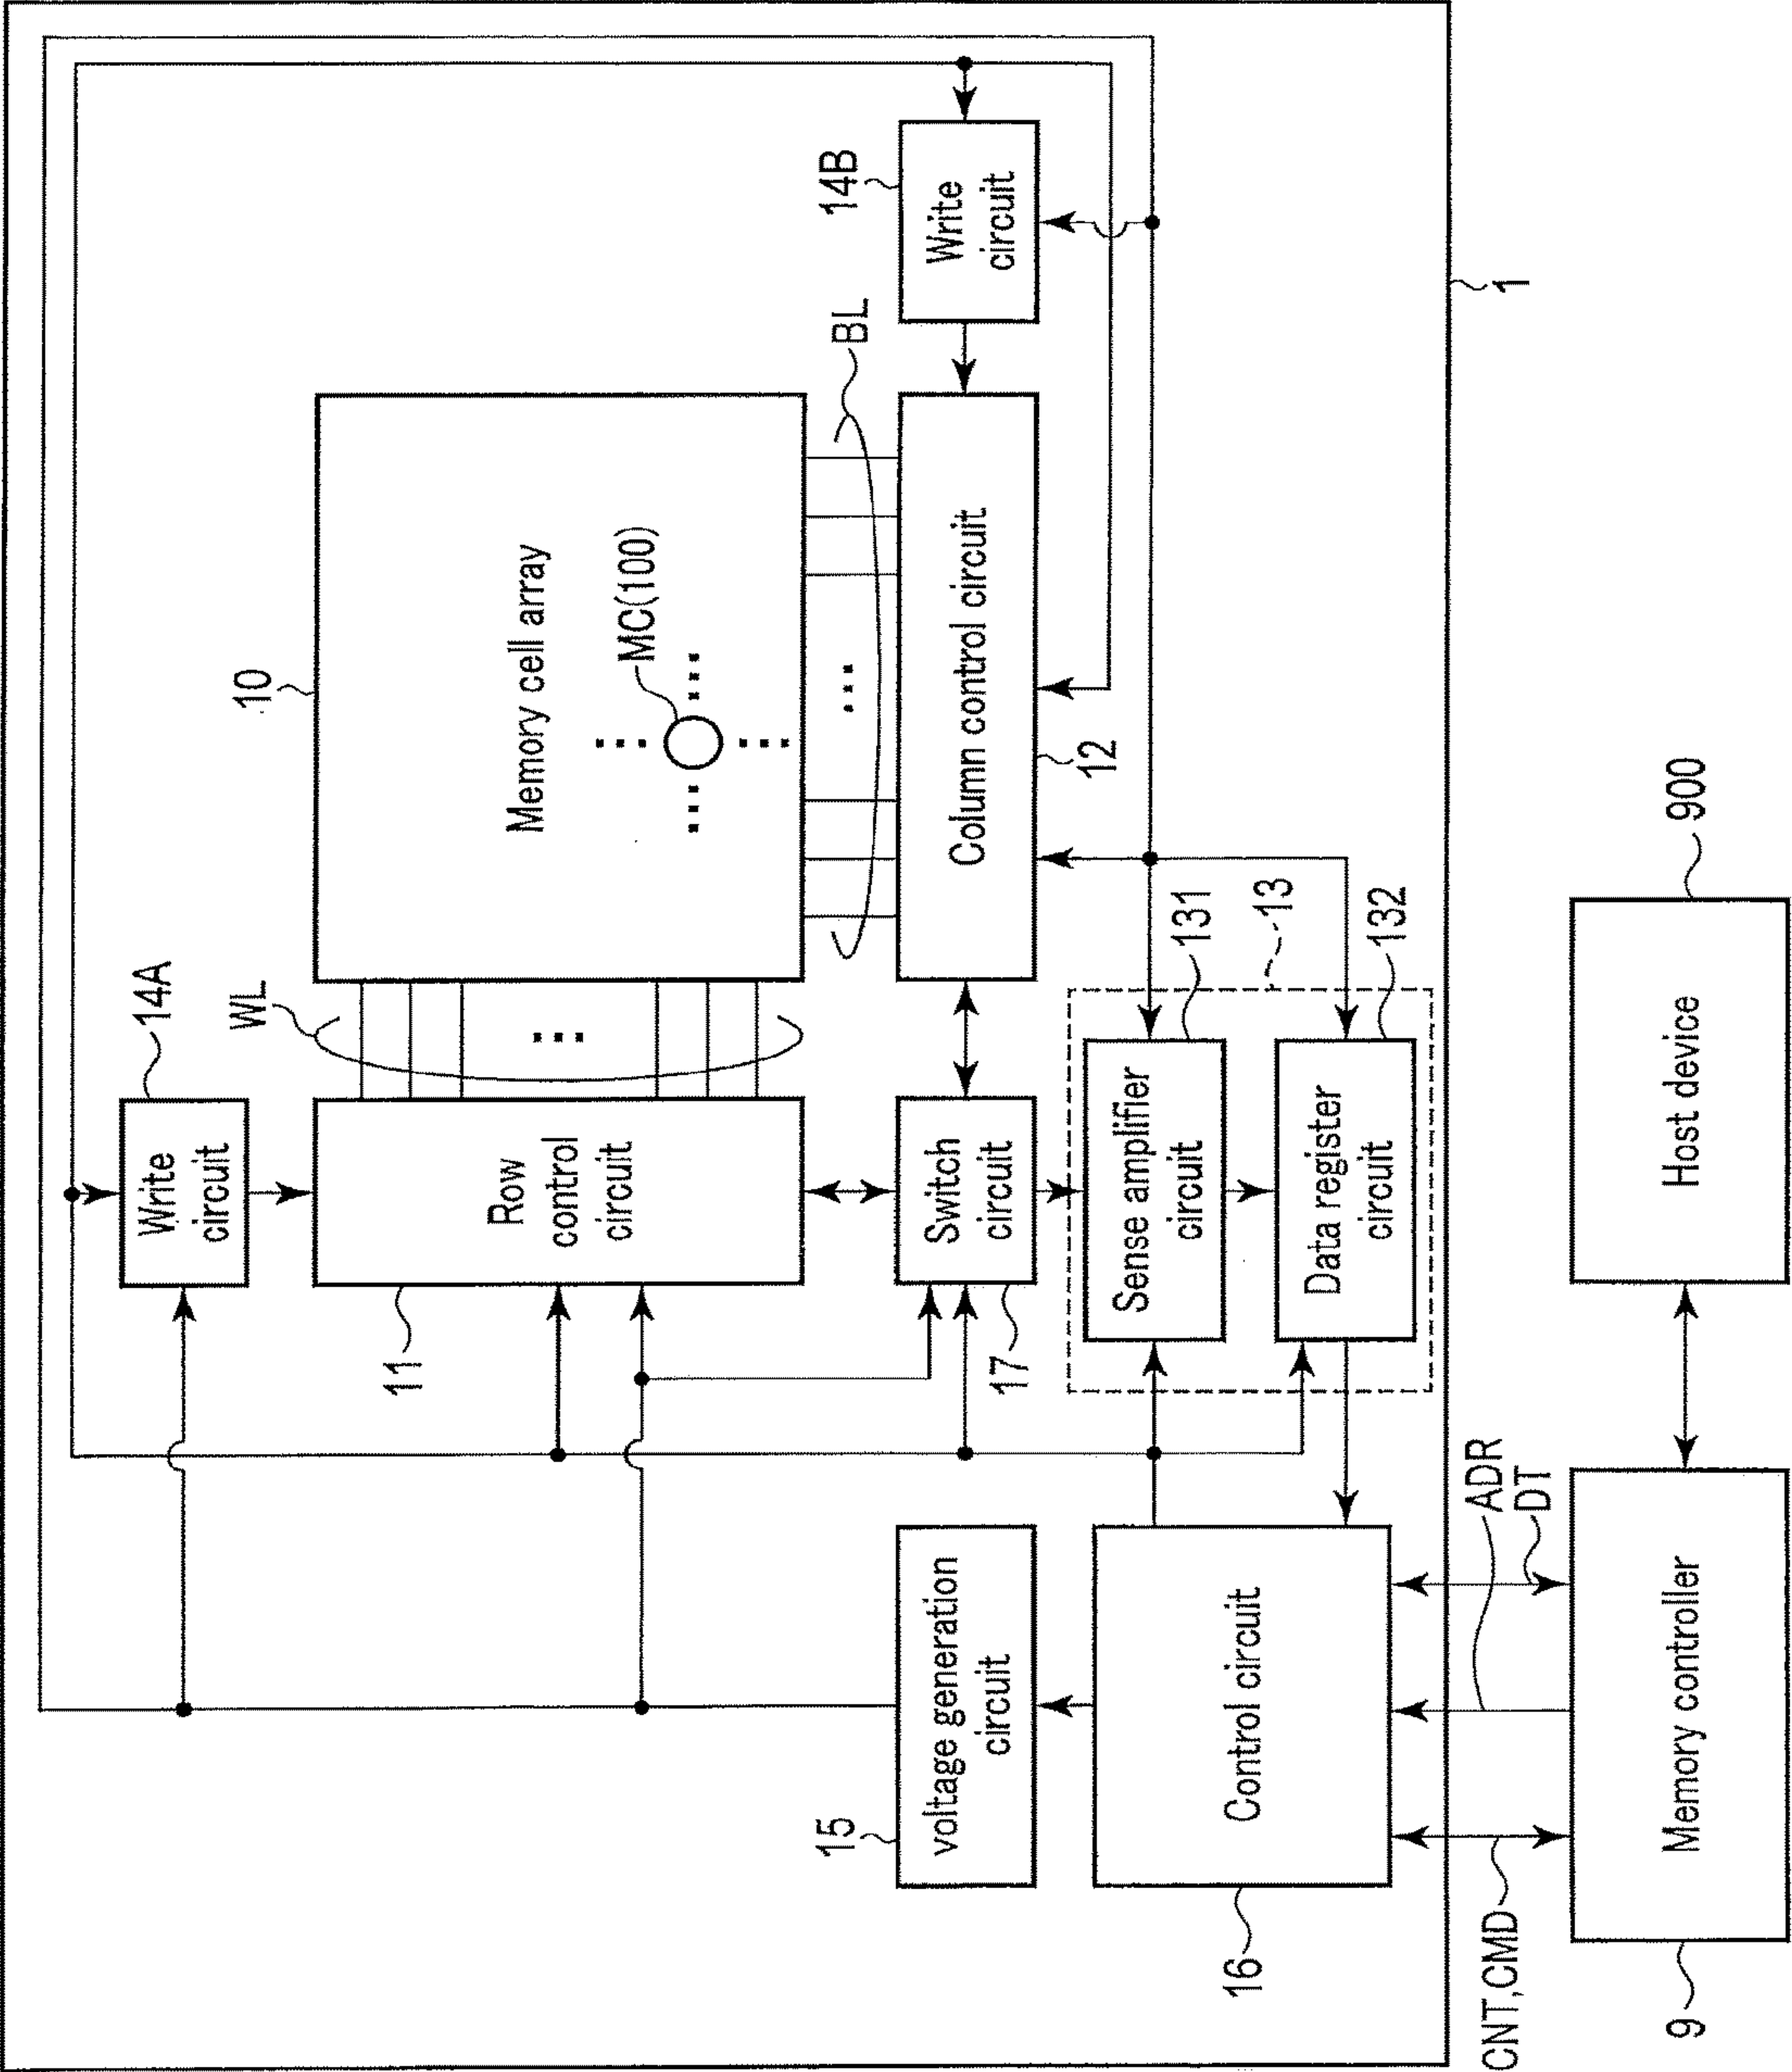 14A
Write
circuit
WL
10
Memory cell array
MC(100)
14B
Write
circuit
BL
11
Row
control
circuit
15
voltage generation
circuit
17
Switch
circuit
Column control circuit
12
16
Control circuit
Sense amplifier
circuit
131
13
Data register
circuit
132
1
CNT,CMD
ADR
DT
9
Memory controller
Host device
900